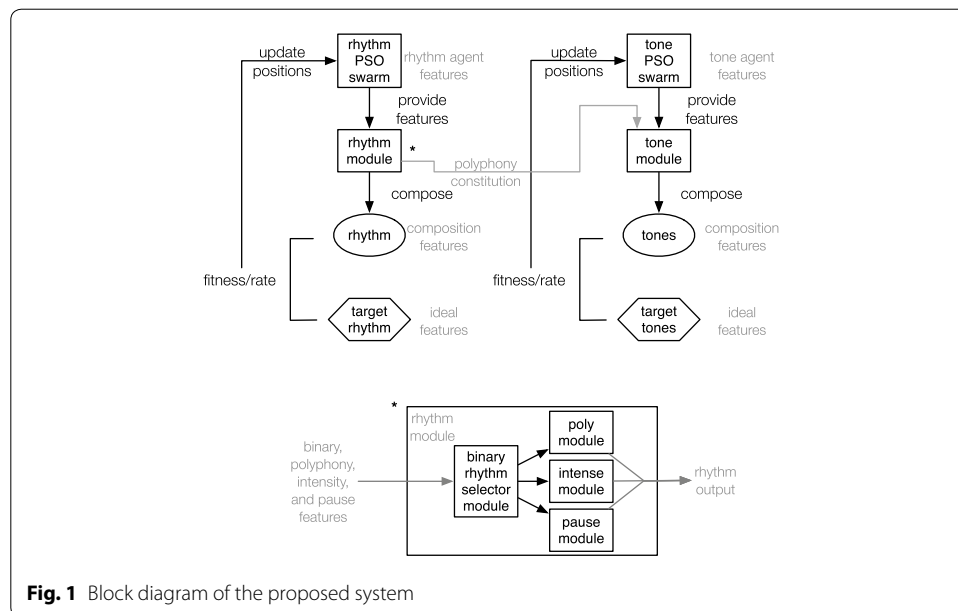 update
positions
rhythm
PSO
swarm
rhythm agent
features
provide
features
rhythm
module
*
polyphony
constitution
compose
rhythm
composition
features
fitness/rate
target
rhythm
ideal
features
update
positions
tone
PSO
swarm
tone agent
features
provide
features
tone
module
compose
tones
composition
features
fitness/rate
target
tones
ideal
features
*
rhythm
module
binary,
polyphony,
intensity,
and pause
features
binary
rhythm
selector
module
poly
module
intense
module
pause
module
rhythm
output
Fig. 1 Block diagram of the proposed system